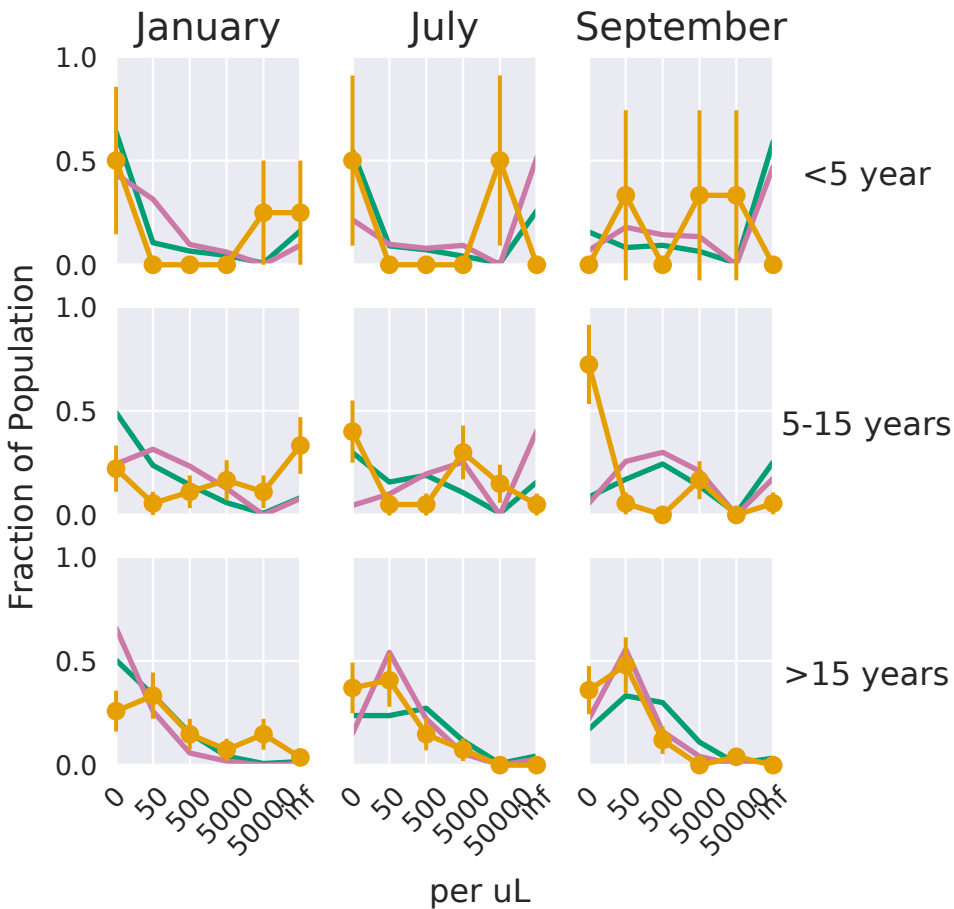 January July September
1.0
0.5
0.0
<5 year
1.0
0.5
0.0
5-15 years
1.0
0.5
0.0
>15 years
Fraction of Population
0 50 500 5000 50000 inf 0 50 500 5000 50000 inf 0 50 500 5000 50000 inf
per uL